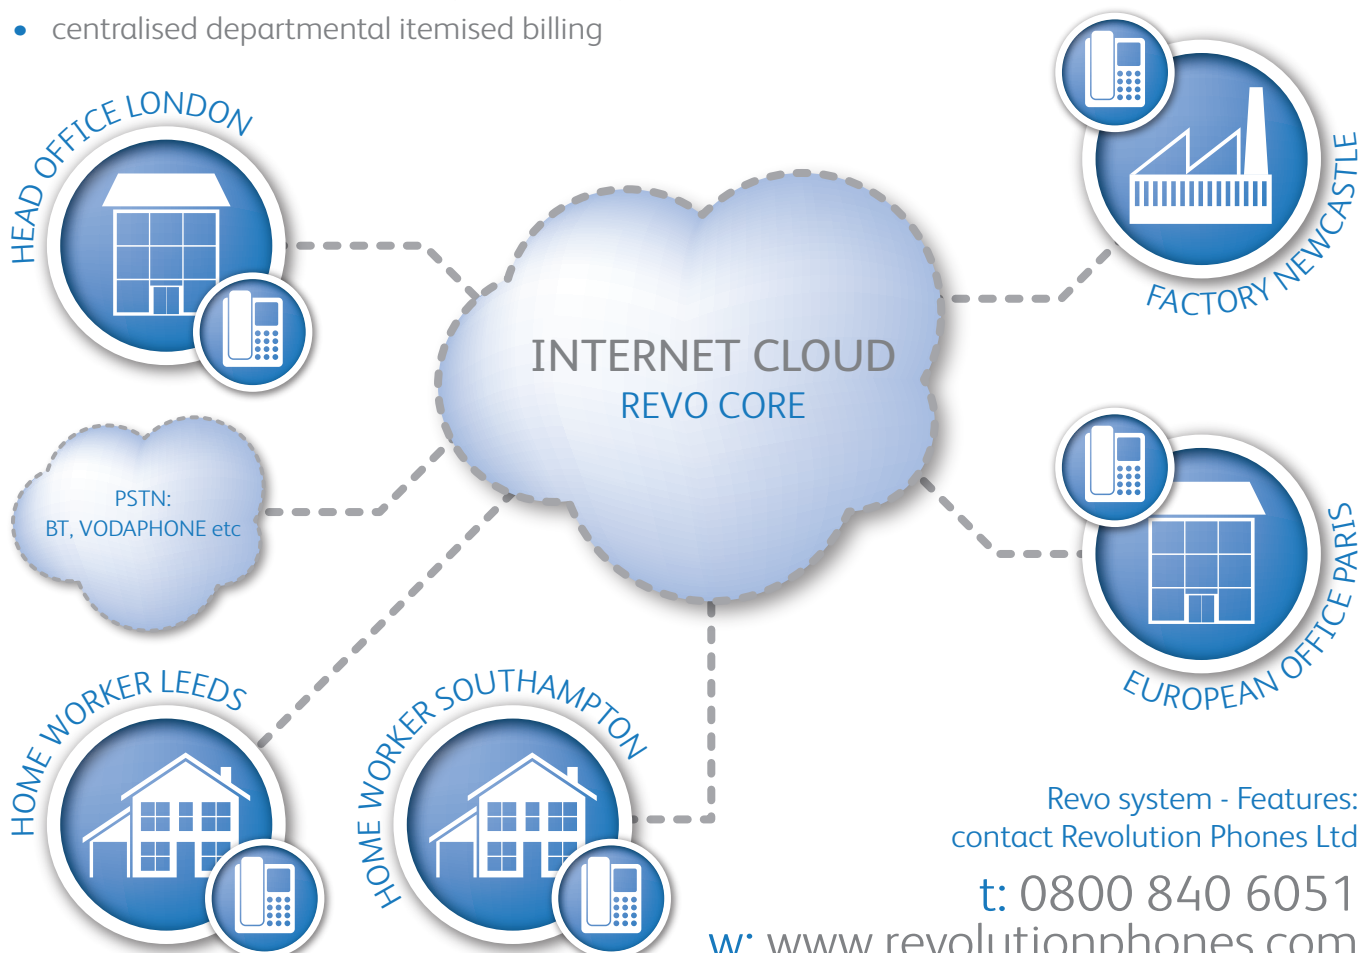 • centralised departmental itemised billing
HEAD OFFICE LONDON
FACTORY NEWCASTLE
INTERNET CLOUD
REVO CORE
PSTN:
BT, VODAPHONE etc
EUROPEAN OFFICE PARIS
HOME WORKER LEEDS
HOME WORKER SOUTHAMPTON
Revo system - Features:
contact Revolution Phones Ltd
t: 0800 840 6051
w: www.revolutionphones.com